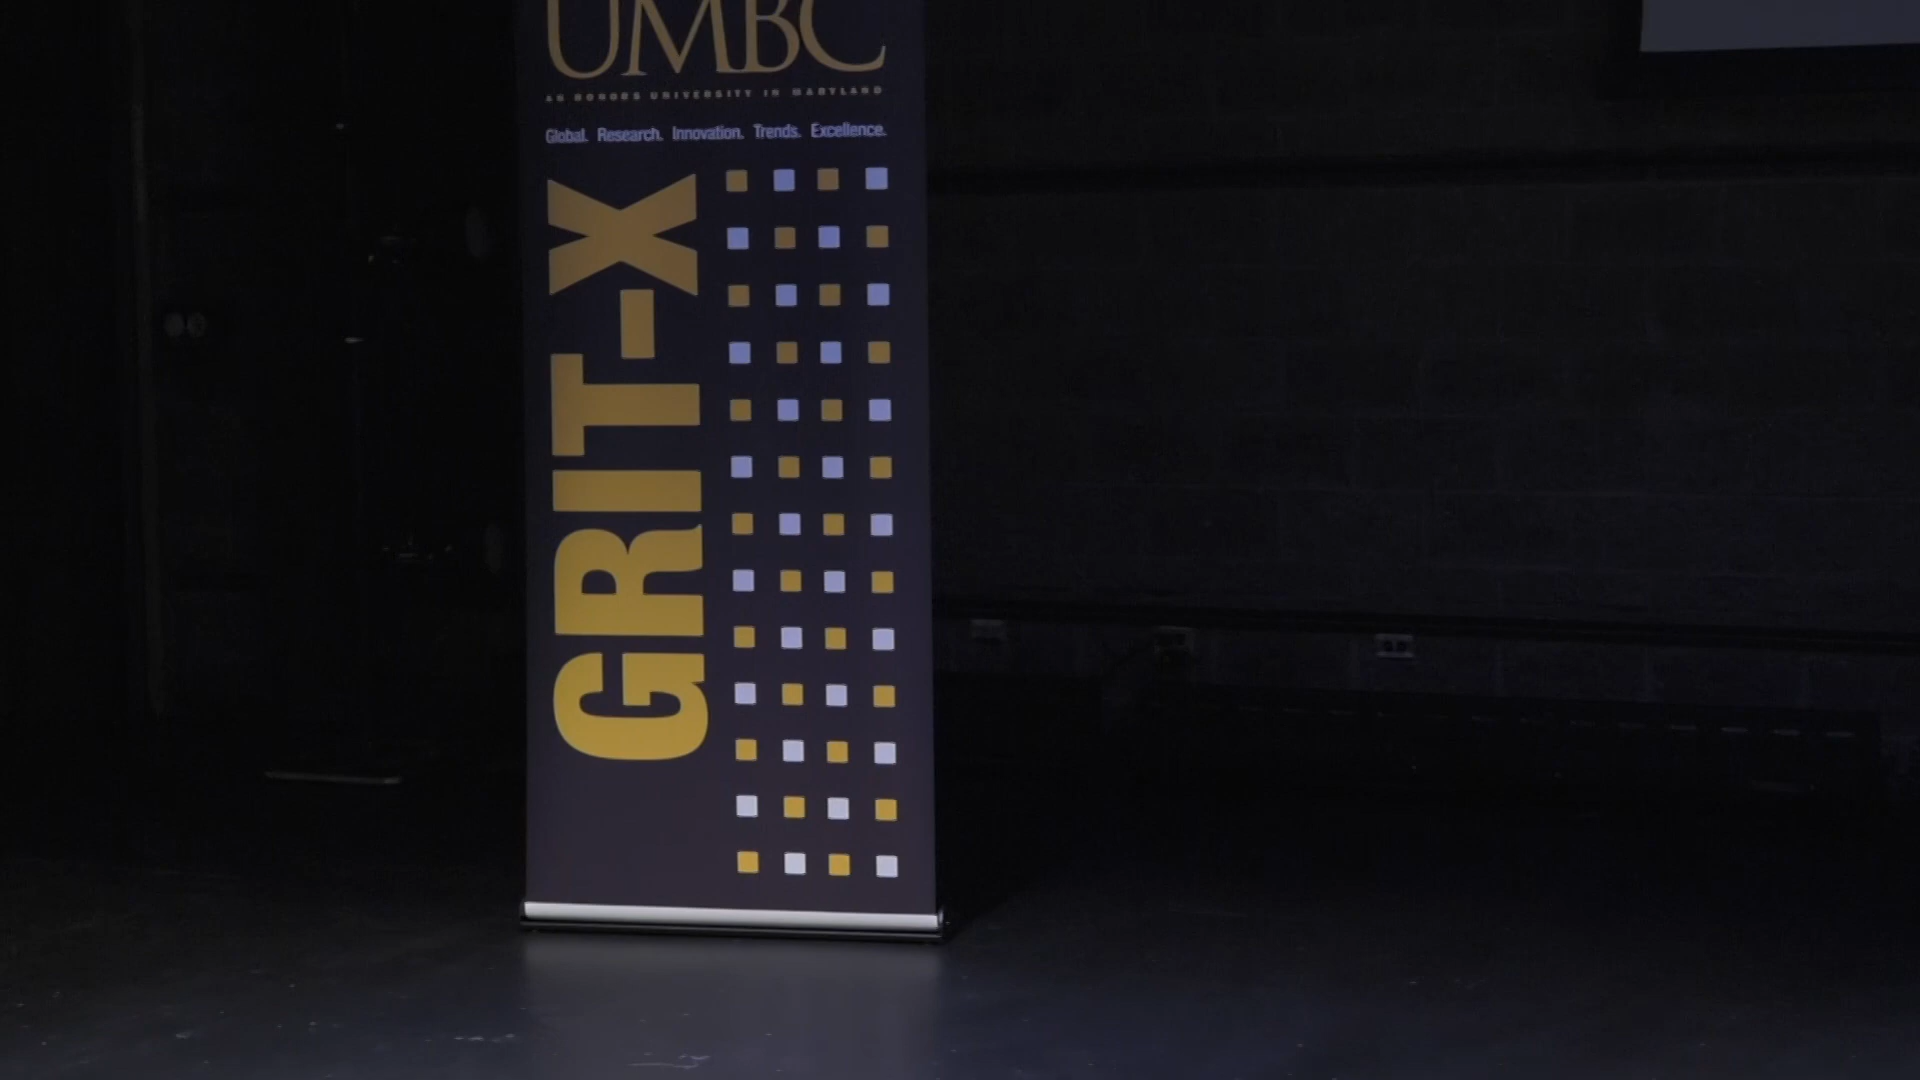 UMBC
AN HONORS UNIVERSITY IN MARYLAND
Global. Research. Innovation. Trends. Excellence.
GRIT-X